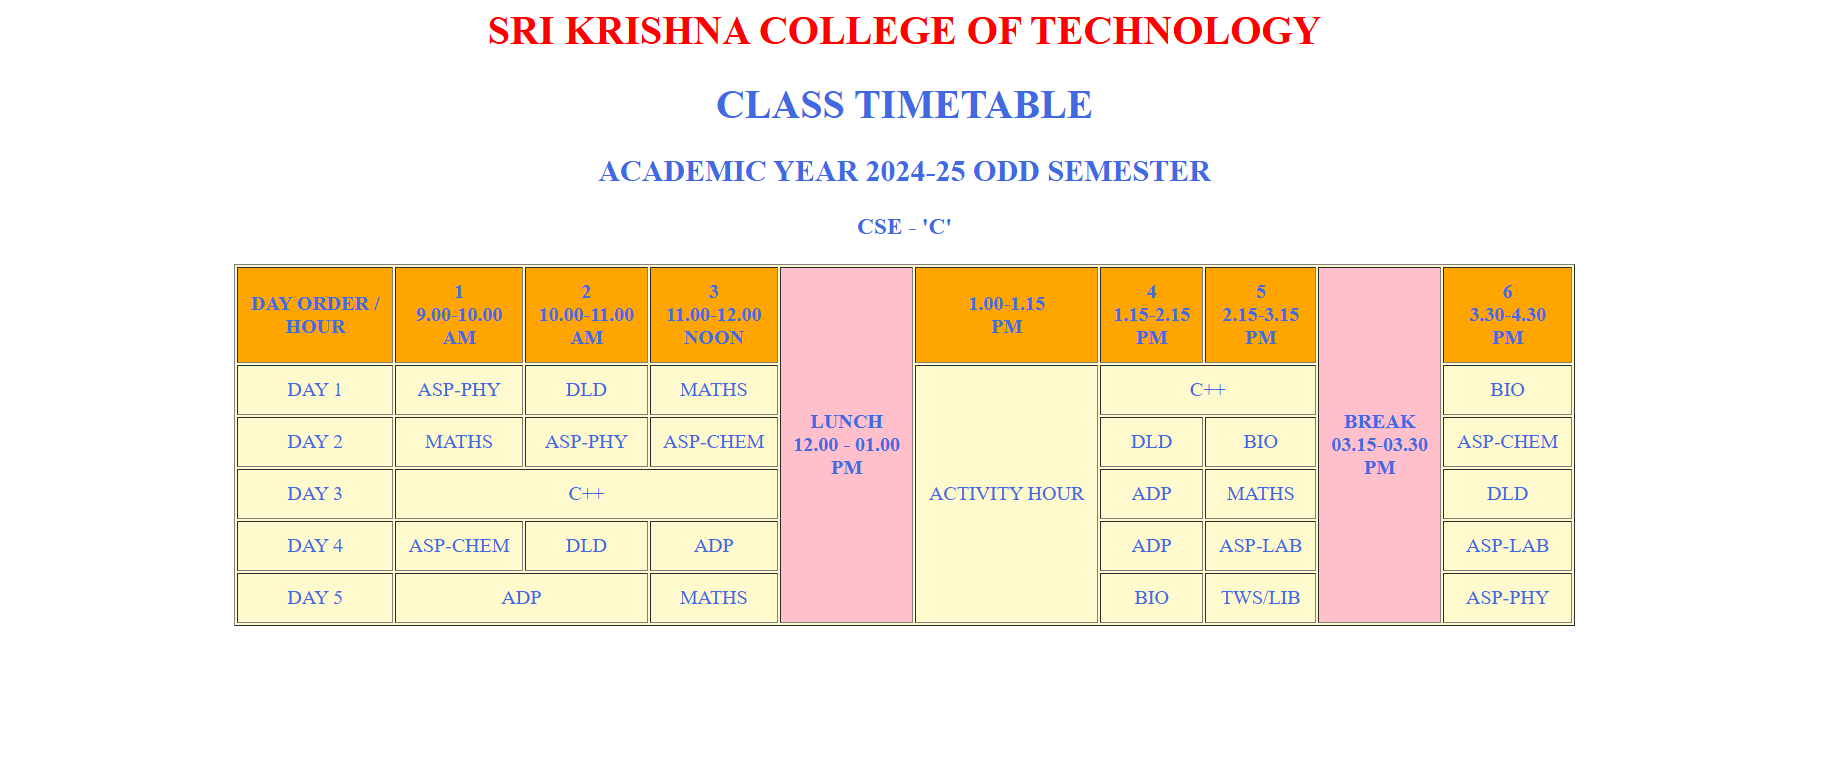 SRI KRISHNA COLLEGE OF TECHNOLOGY
CLASS TIMETABLE
ACADEMIC YEAR 2024-25 ODD SEMESTER
CSE - 'C'
DAY ORDER /
HOUR
1
9.00-10.00
AM
2
10.00-11.00
AM
3
11.00-12.00
NOON
LUNCH
12.00 - 01.00
PM
1.00-1.15
PM
4
1.15-2.15
PM
5
2.15-3.15
PM
BREAK
03.15-03.30
PM
6
3.30-4.30
PM
DAY 1
ASP-PHY
DLD
MATHS
ACTIVITY HOUR
C++
BIO
DAY 2
MATHS
ASP-PHY
ASP-CHEM
DLD
BIO
ASP-CHEM
DAY 3
C++
ADP
MATHS
DLD
DAY 4
ASP-CHEM
DLD
ADP
ADP
ASP-LAB
ASP-LAB
DAY 5
ADP
MATHS
BIO
TWS/LIB
ASP-PHY